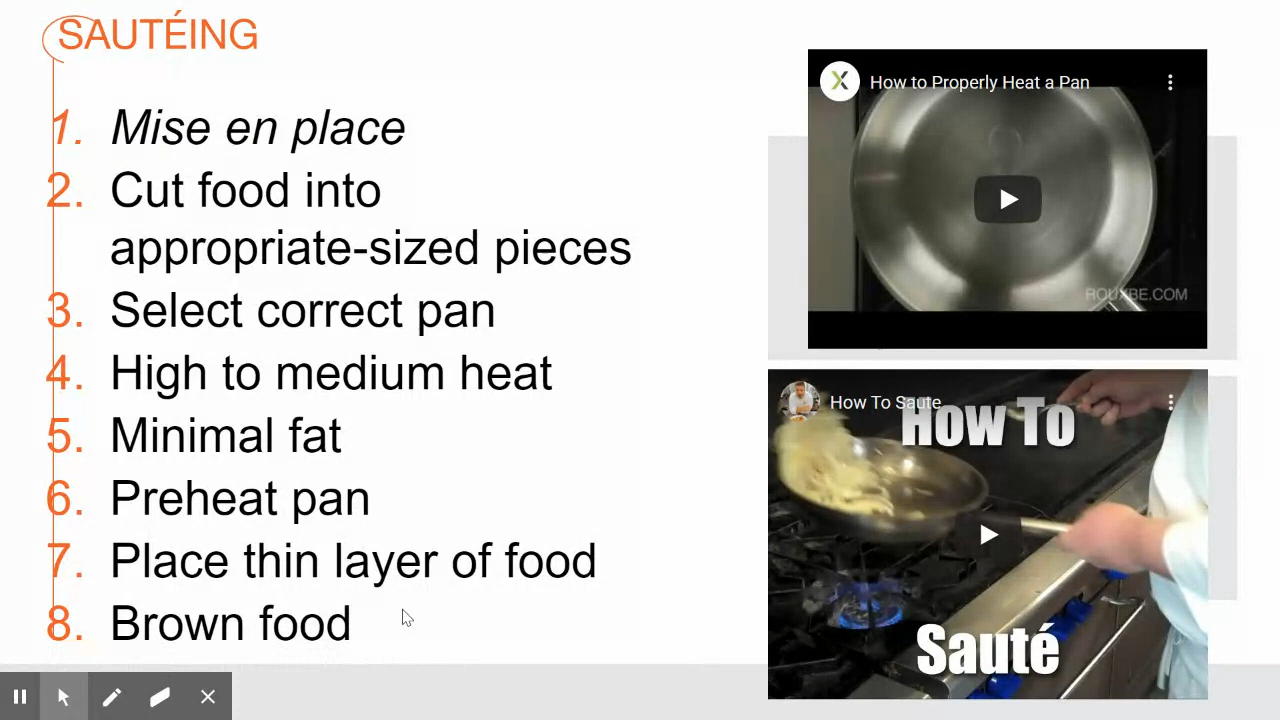 SAUTÉING
1. Mise en place
2. Cut food into
appropriate-sized pieces
3. Select correct pan
4. High to medium heat
5. Minimal fat
6. Preheat pan
7. Place thin layer of food
8. Brown food
How to Properly Heat a Pan
ROUXBE.COM
How To Saute
How To
Sauté